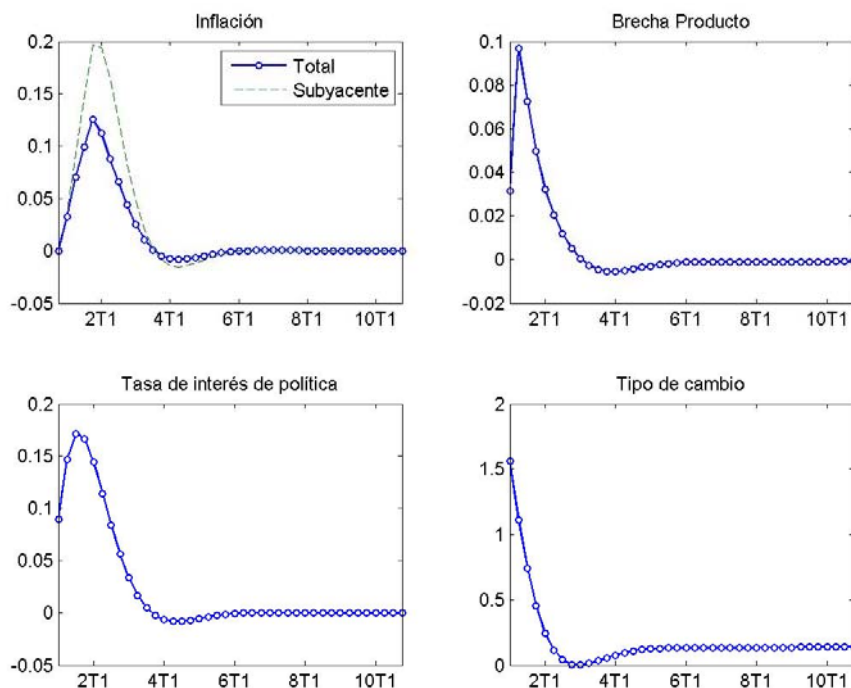 Inflación
0.2
0.15
0.1
0.05
0
-0.05
2T1 4T1 6T1 8T1 10T1
Total
Subyacente
Brecha Producto
0.1
0.08
0.06
0.04
0.02
0
-0.02
2T1 4T1 6T1 8T1 10T1
Tasa de interés de política
0.2
0.15
0.1
0.05
0
-0.05
2T1 4T1 6T1 8T1 10T1
Tipo de cambio
2
1.5
1
0.5
0
2T1 4T1 6T1 8T1 10T1